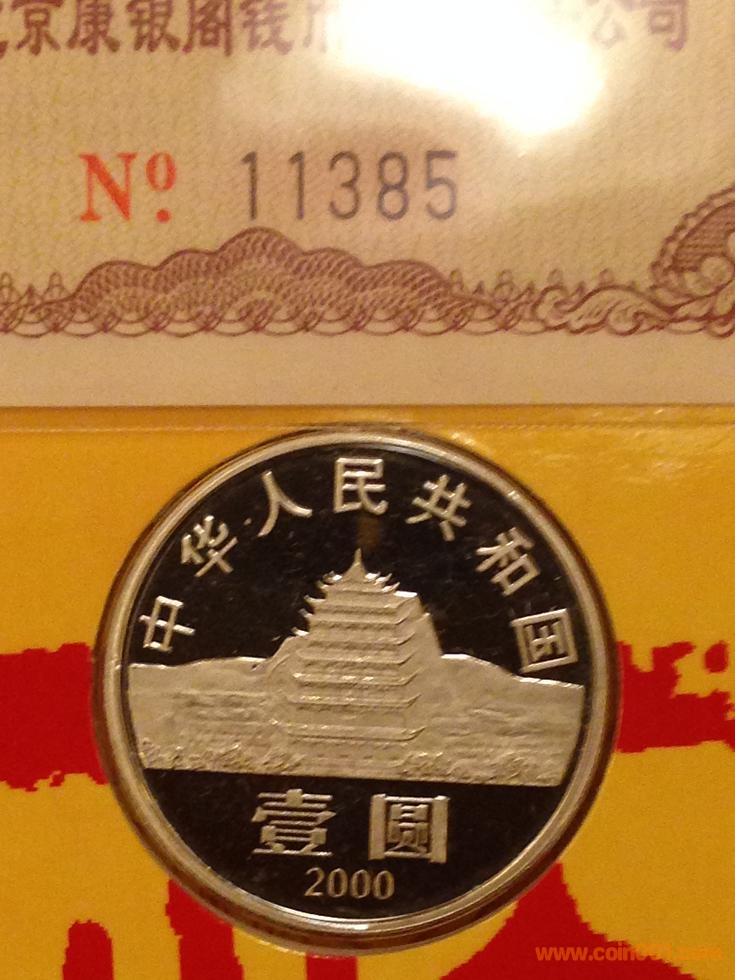 京康银阁钱
公司
Nº. 11385
中华人民共和国
壹圆
2000